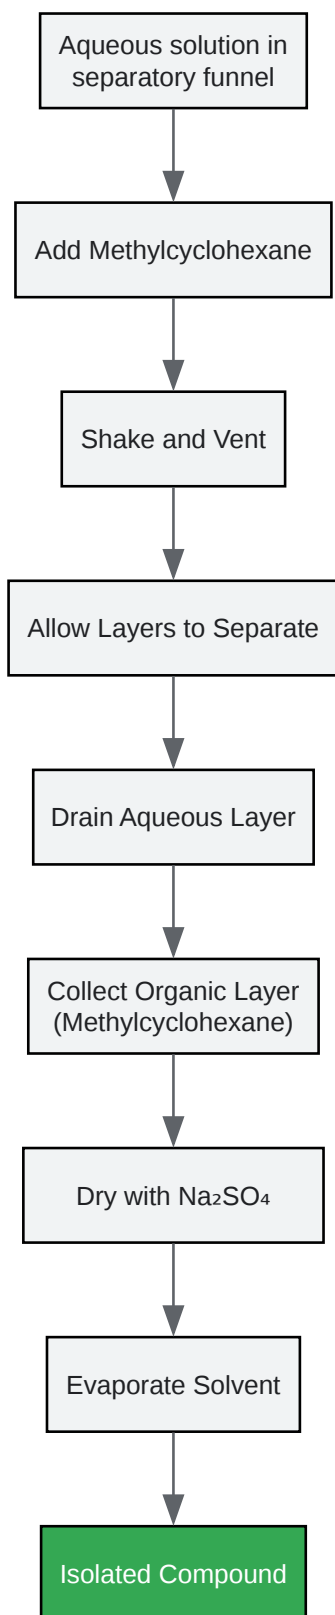 Aqueous solution in
separatory funnel
Add Methylcyclohexane
Shake and Vent
Allow Layers to Separate
Drain Aqueous Layer
Collect Organic Layer
(Methylcyclohexane)
Dry with Na₂SO₄
Evaporate Solvent
Isolated Compound